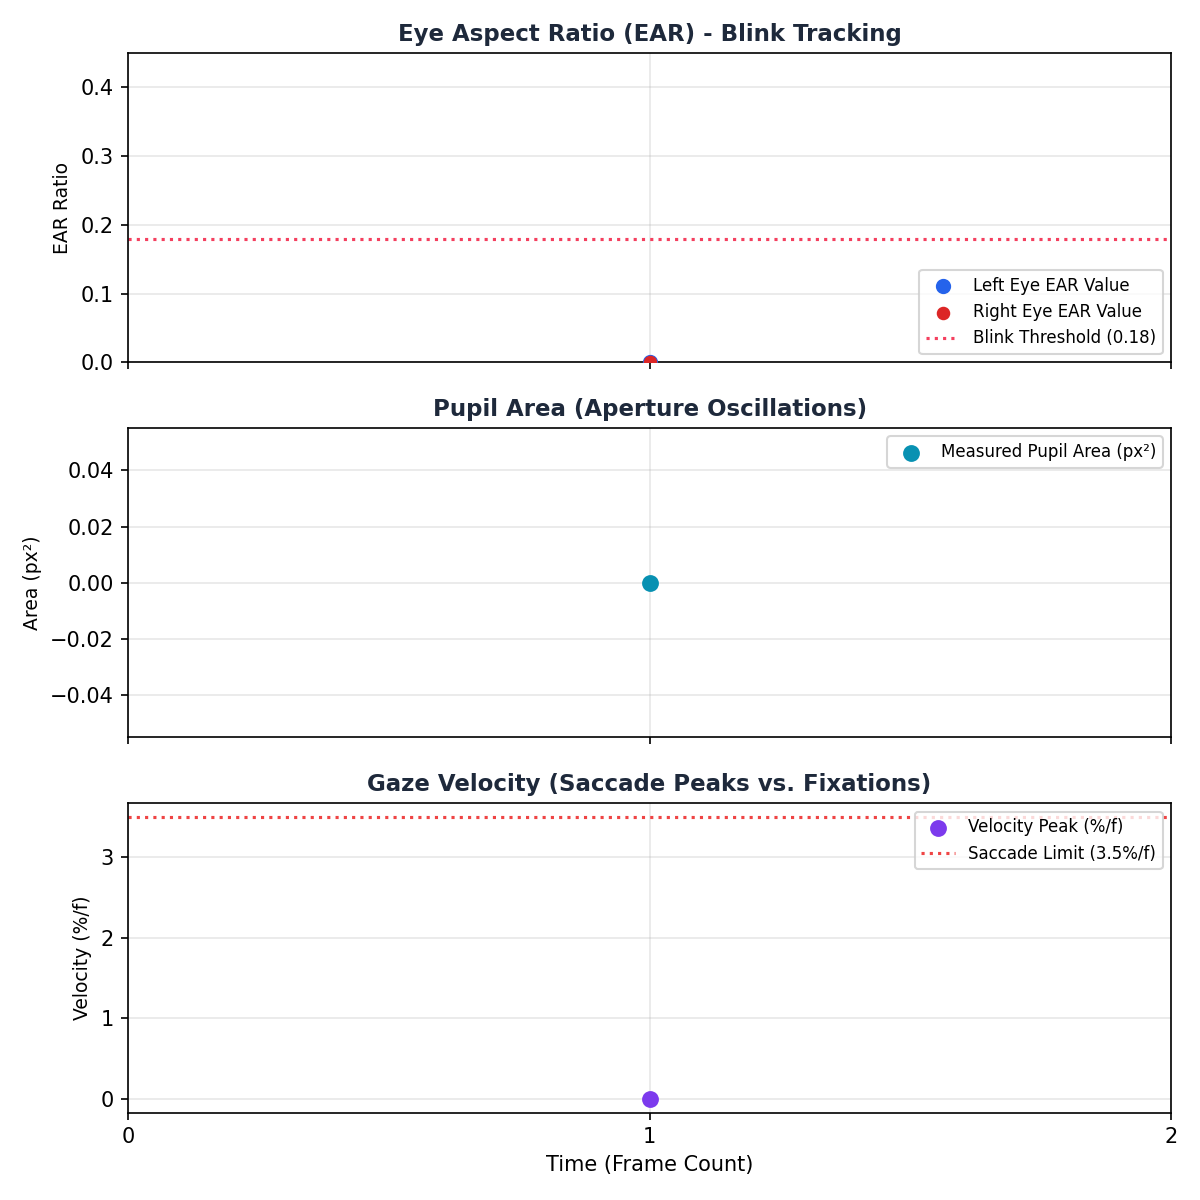 Eye Aspect Ratio (EAR) - Blink Tracking
0.4
0.3
0.2
0.1
0.0
EAR Ratio
Left Eye EAR Value
Right Eye EAR Value
Blink Threshold (0.18)
Pupil Area (Aperture Oscillations)
0.04
0.02
0.00
−0.02
−0.04
Area (px²)
Measured Pupil Area (px²)
Gaze Velocity (Saccade Peaks vs. Fixations)
3
2
1
0
Velocity (%/f)
Velocity Peak (%/f)
Saccade Limit (3.5%/f)
0 1 2
Time (Frame Count)